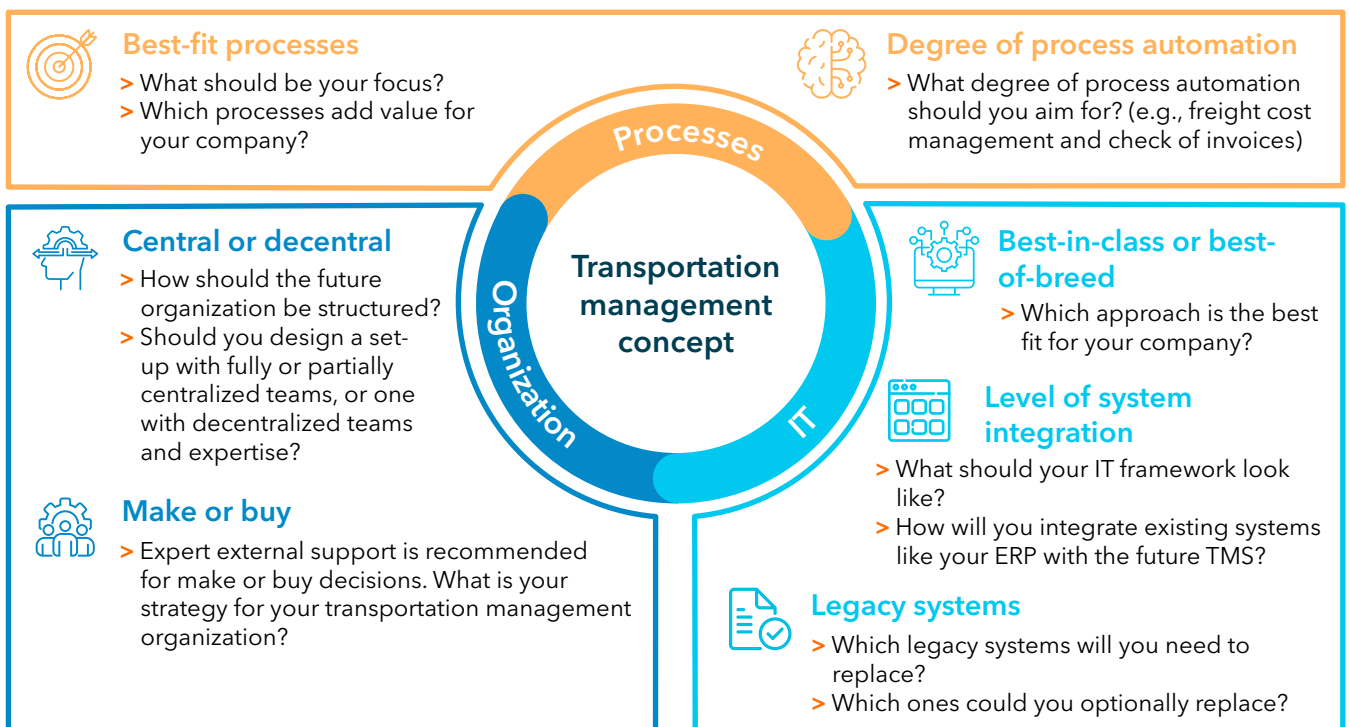 Best-fit processes
> What should be your focus?
> Which processes add value for
your company?
Degree of process automation
> What degree of process automation
should you aim for? (e.g., freight cost
management and check of invoices)
Processes
Organization
IT
Transportation
management
concept
Central or decentral
> How should the future
organization be structured?
> Should you design a set-
up with fully or partially
centralized teams, or one
with decentralized teams
and expertise?
Make or buy
> Expert external support is recommended
for make or buy decisions. What is your
strategy for your transportation management
organization?
Best-in-class or best-
of-breed
> Which approach is the best
fit for your company?
Level of system
integration
> What should your IT framework look
like?
> How will you integrate existing systems
like your ERP with the future TMS?
Legacy systems
> Which legacy systems will you need to
replace?
> Which ones could you optionally replace?